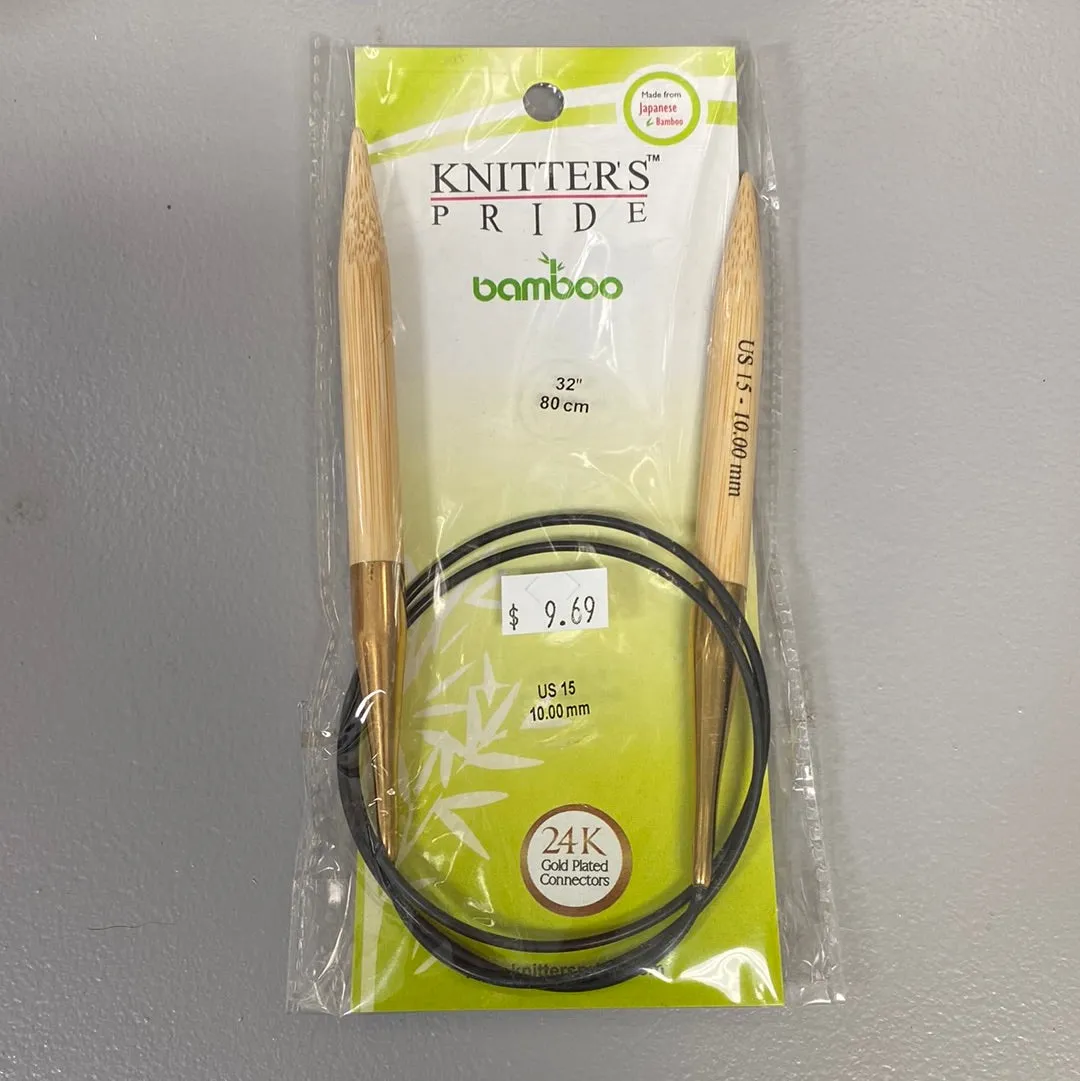 Made from
Japanese
Bamboo
KNITTER'S™
PRIDE
bamboo
32"
80 cm
US 15 - 10.00 mm
$ 9.69
US 15
10.00 mm
24K
Gold Plated
Connectors